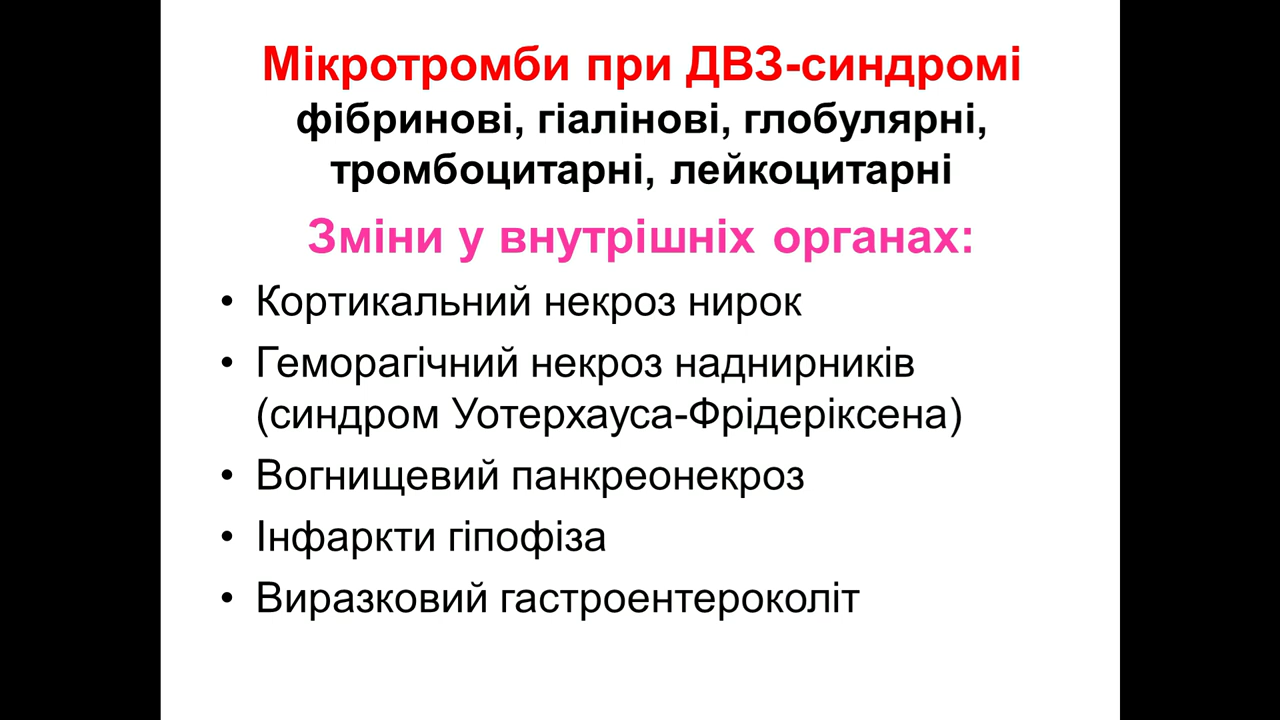 Мікротромби при ДВЗ-синдромі
фібринові, гіалінові, глобулярні,
тромбоцитарні, лейкоцитарні
Зміни у внутрішніх органах:
• Кортикальний некроз нирок
• Геморагічний некроз наднирників
(синдром Уотерхауса-Фрідеріксена)
• Вогнищевий панкреонекроз
• Інфаркти гіпофіза
• Виразковий гастроентероколіт